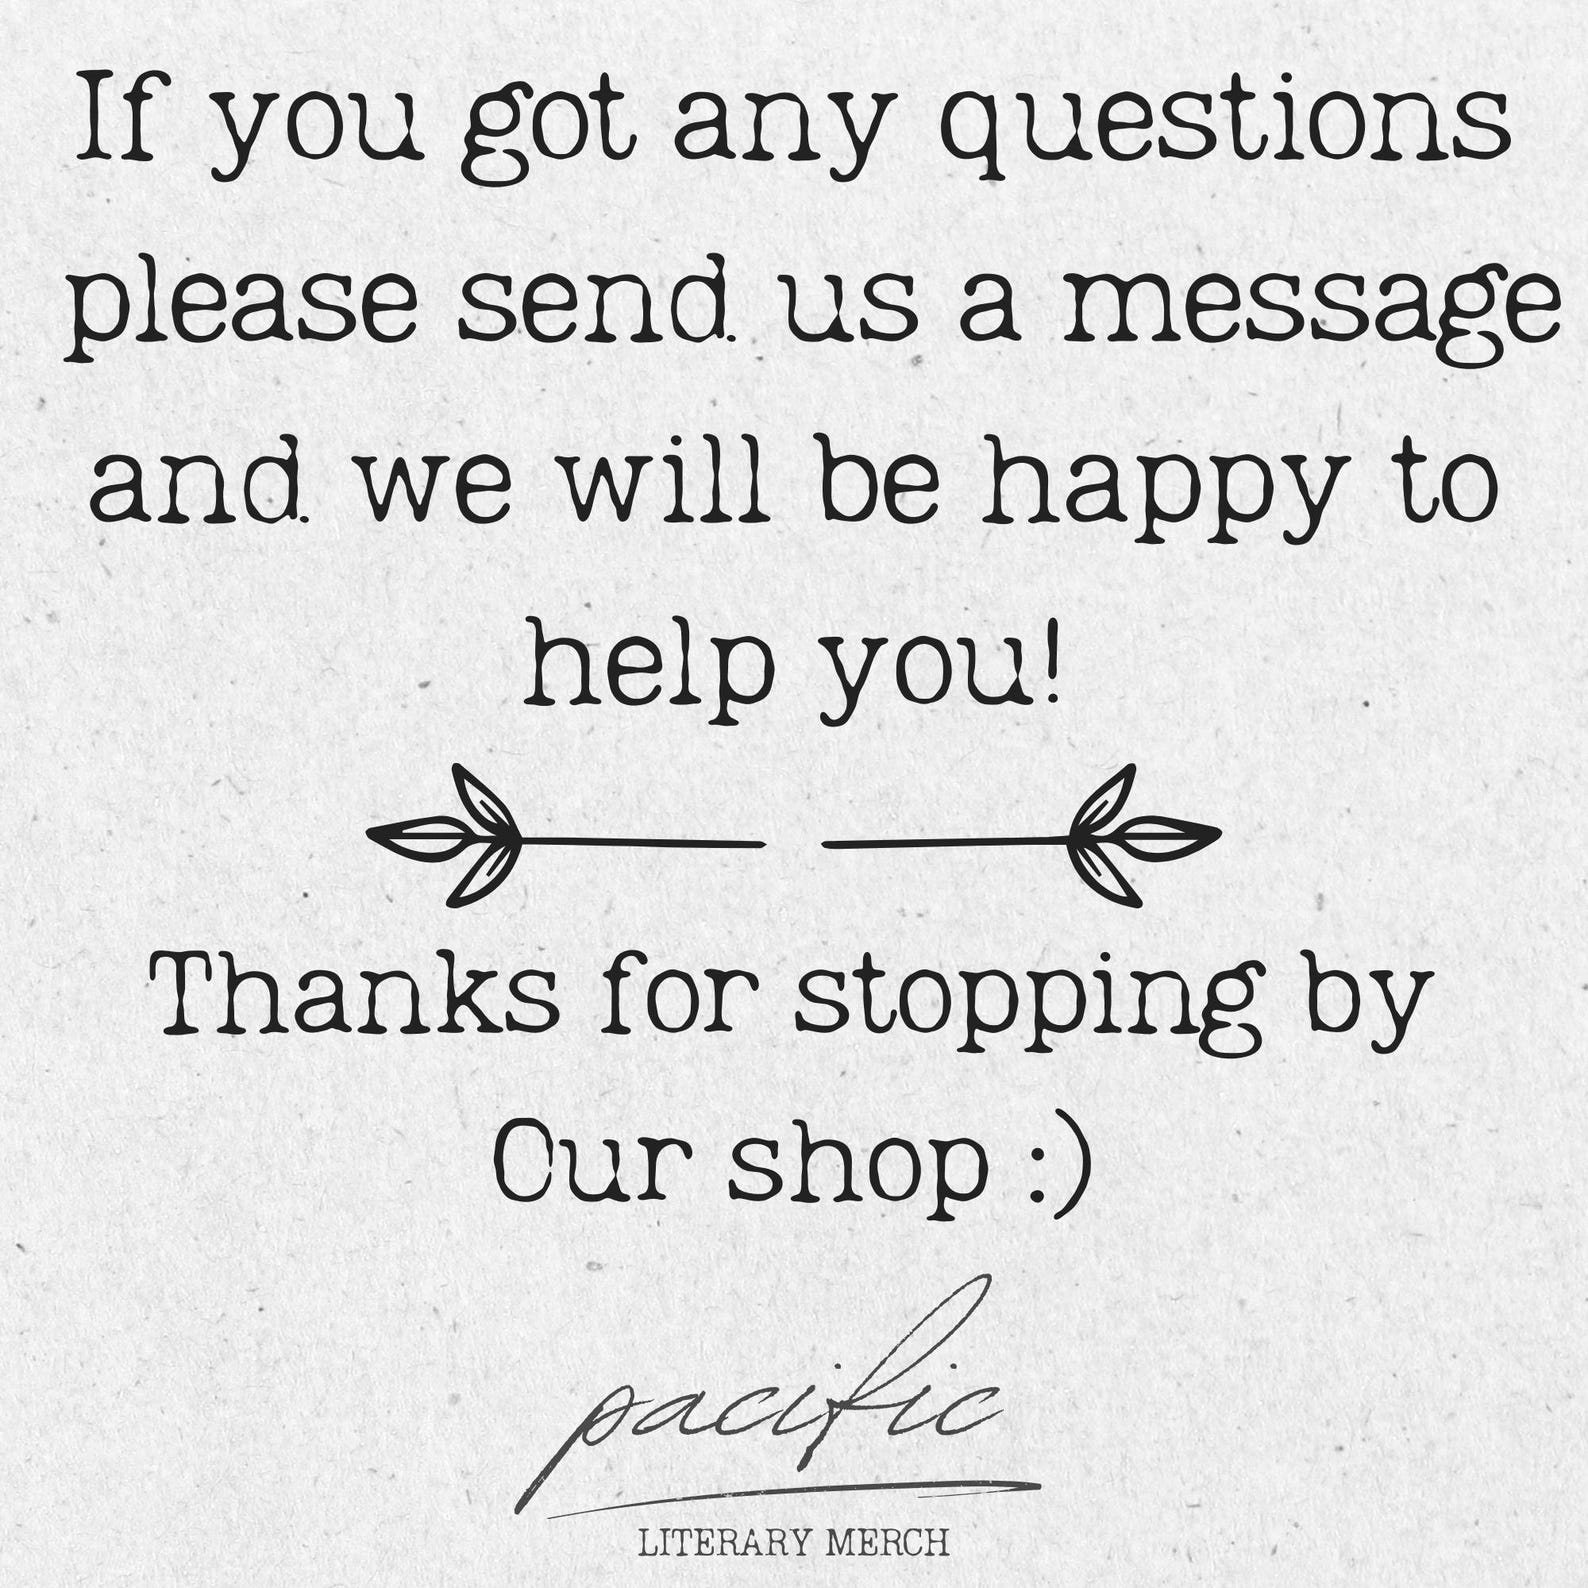 If you got any questions
please send us a message
and we will be happy to
help you!
Thanks for stopping by
Our shop :)
pacific
LITERARY MERCH